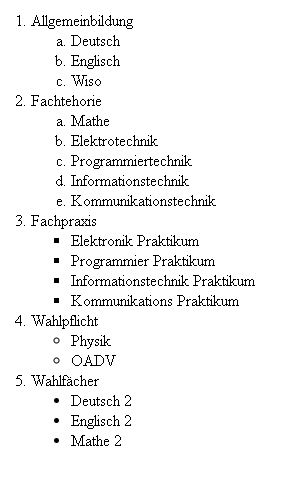 1. Allgemeinbildung
a. Deutsch
b. Englisch
c. Wiso
2. Fachtehorie
a. Mathe
b. Elektrotechnik
c. Programmiertechnik
d. Informationstechnik
e. Kommunikationstechnik
3. Fachpraxis
▪ Elektronik Praktikum
▪ Programmier Praktikum
▪ Informationstechnik Praktikum
▪ Kommunikations Praktikum
4. Wahlpflicht
○ Physik
○ OADV
5. Wahlfächer
• Deutsch 2
• Englisch 2
• Mathe 2